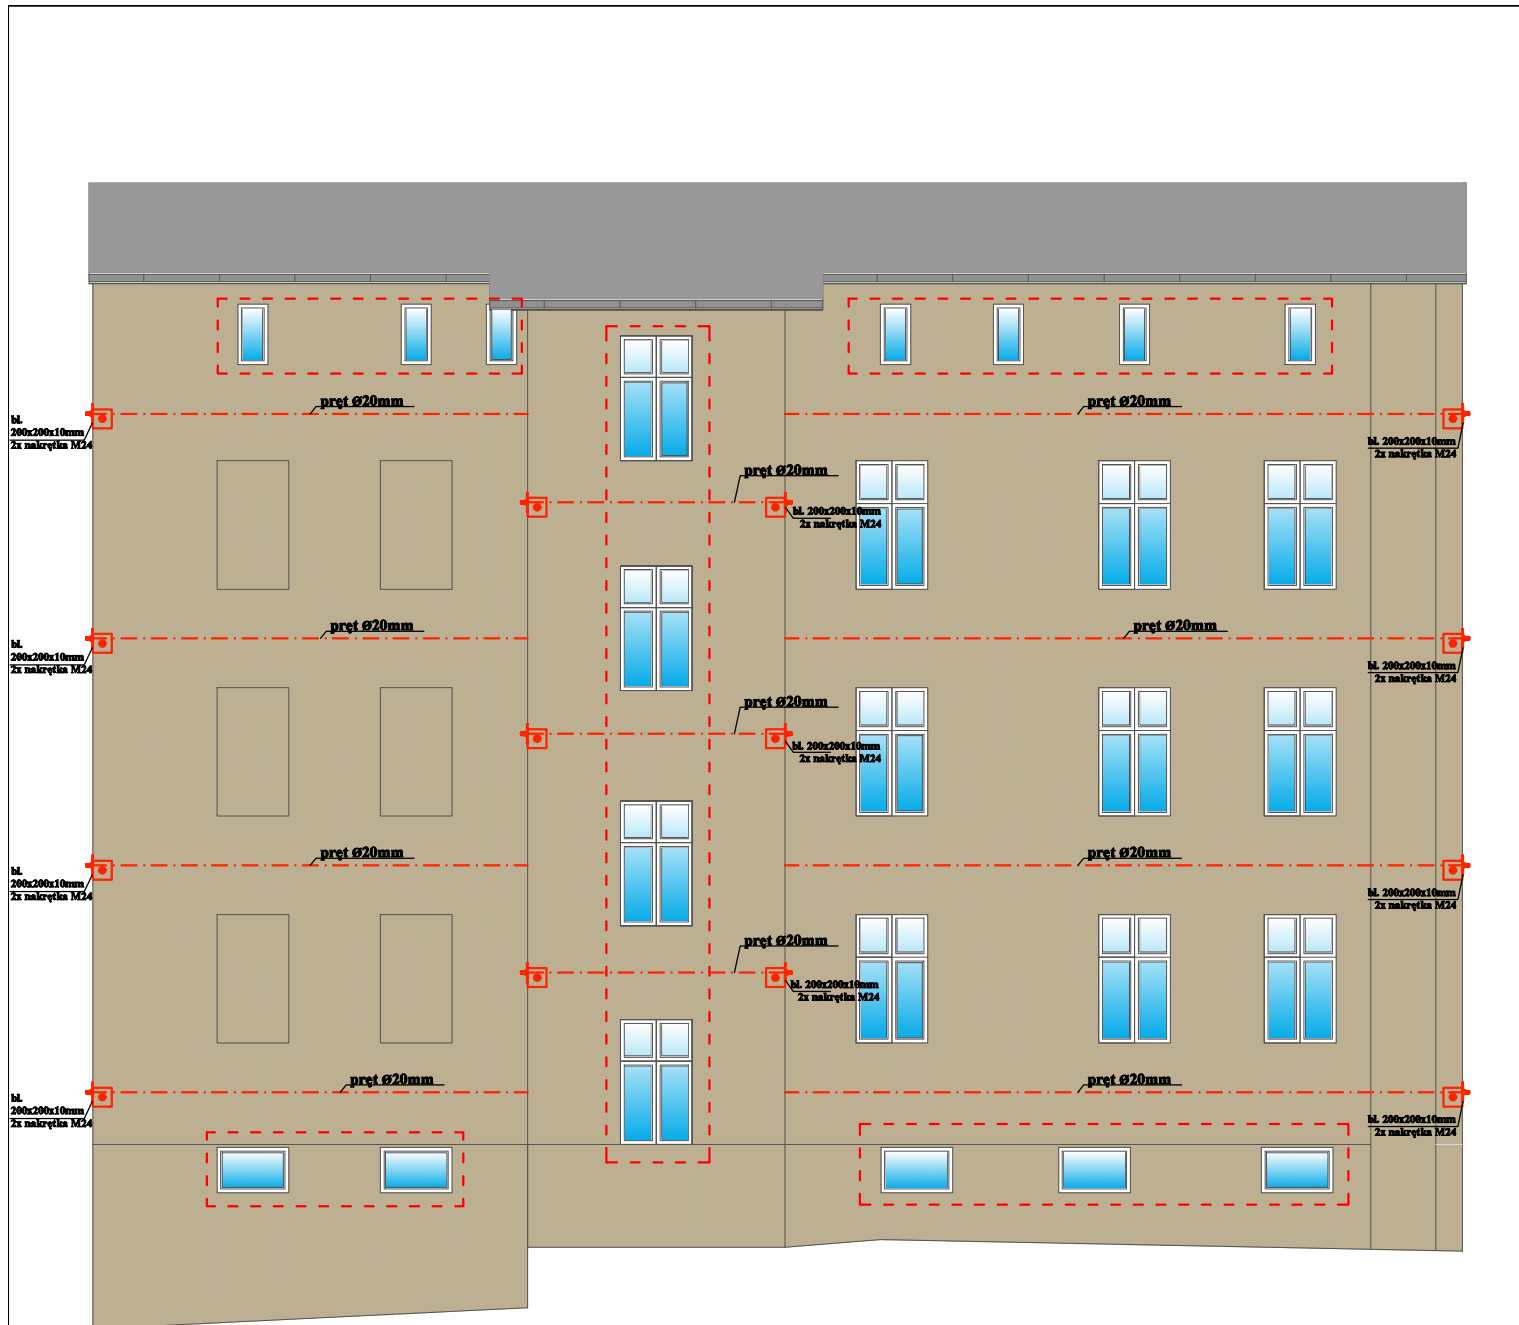 pręt Ø20mm
pręt Ø20mm
bl.
200x200x10mm
2x nakrętka M24
bl. 200x200x10mm
2x nakrętka M24
pręt Ø20mm
bl. 200x200x10mm
2x nakrętka M24
pręt Ø20mm
pręt Ø20mm
bl.
200x200x10mm
2x nakrętka M24
bl. 200x200x10mm
2x nakrętka M24
pręt Ø20mm
bl. 200x200x10mm
2x nakrętka M24
pręt Ø20mm
pręt Ø20mm
bl.
200x200x10mm
2x nakrętka M24
bl. 200x200x10mm
2x nakrętka M24
pręt Ø20mm
bl. 200x200x10mm
2x nakrętka M24
pręt Ø20mm
pręt Ø20mm
bl.
200x200x10mm
2x nakrętka M24
bl. 200x200x10mm
2x nakrętka M24